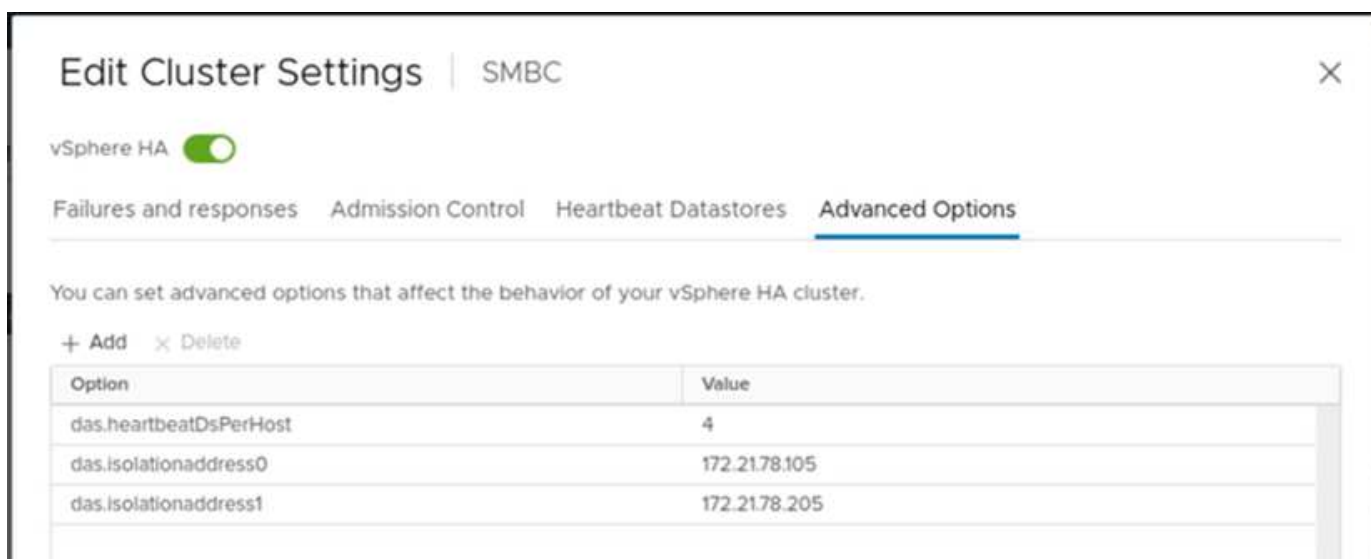 Edit Cluster Settings | SMBC
vSphere HA
Failures and responses Admission Control Heartbeat Datastores Advanced Options
You can set advanced options that affect the behavior of your vSphere HA cluster.
+ Add × Delete
Option Value
das.heartbeatDsPerHost 4
das.isolationaddress0 172.21.78.105
das.isolationaddress1 172.21.78.205